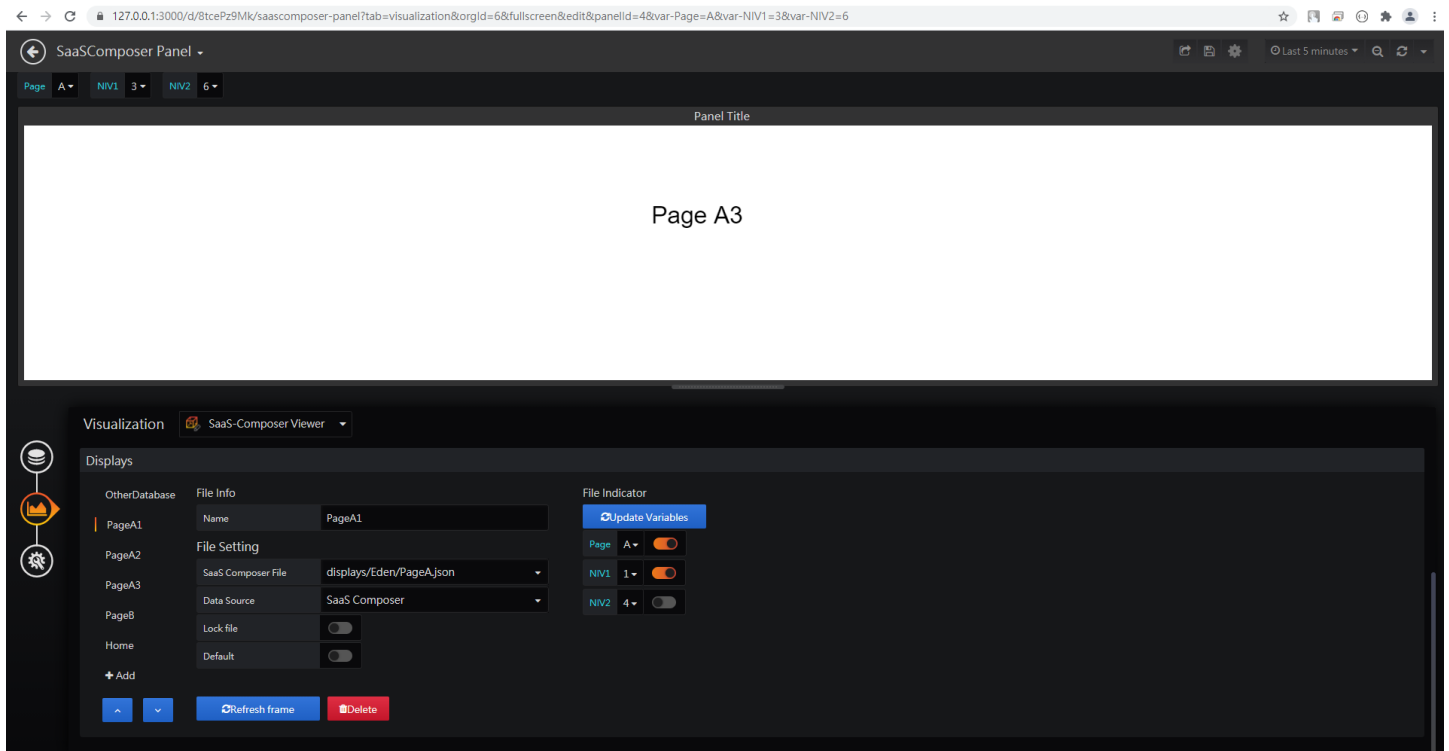 127.0.0.1:3000/d/8tcePz9Mk/saascomposer-panel?tab=visualization&orgId=6&fullscreen&edit&panelId=4&var-Page=A&var-NIV1=3&var-NIV2=6
SaaSComposer Panel
Last 5 minutes
Page A NIV1 3 NIV2 6
Panel Title
Page A3
Visualization SaaS-Composer Viewer
Displays
OtherDatabase
PageA1
PageA2
PageA3
PageB
Home
Add
File Info
Name PageA1
File Setting
SaaS Composer File displays/Eden/PageA.json
Data Source SaaS Composer
Lock file
Default
Refresh frame Delete
File Indicator
Update Variables
Page A
NIV1 1
NIV2 4